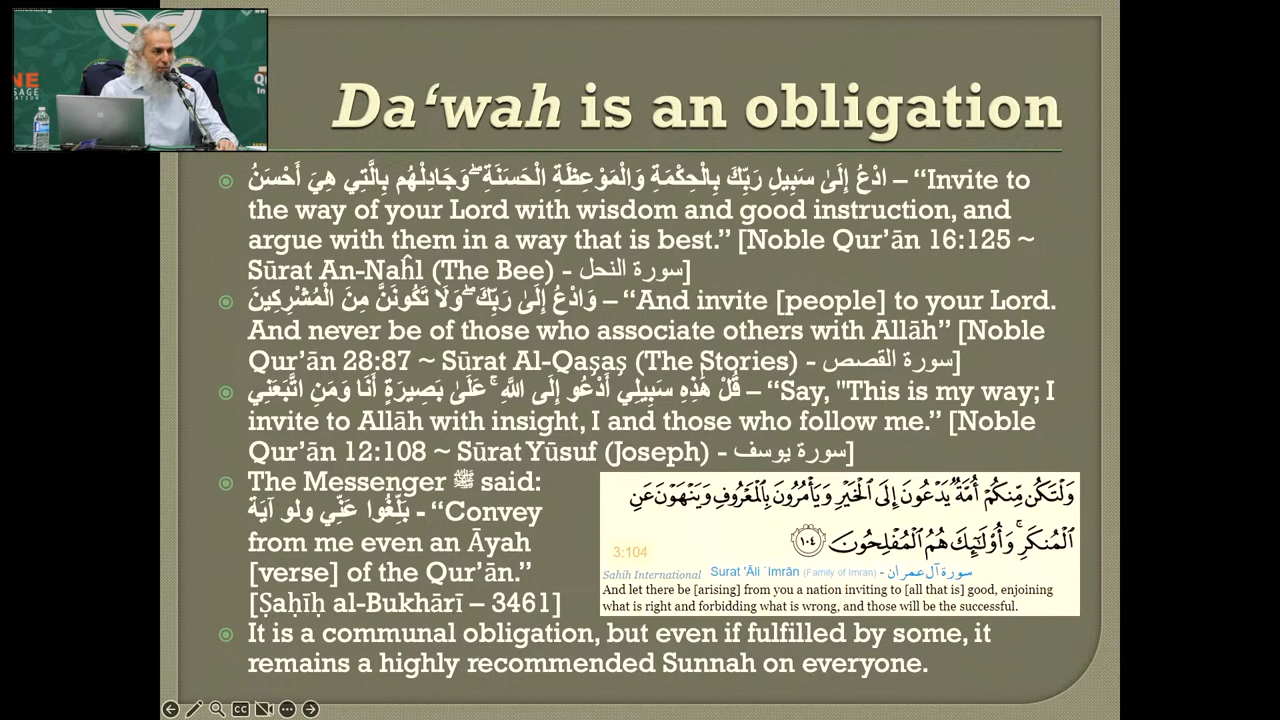 NE
SAGE
Da‘wah is an obligation
ادْعُ إِلَىٰ سَبِيلِ رَبِّكَ بِالْحِكْمَةِ وَالْمَوْعِظَةِ الْحَسَنَةِ ۖ وَجَادِلْهُم بِالَّتِي هِيَ أَحْسَنُ – “Invite to
the way of your Lord with wisdom and good instruction, and
argue with them in a way that is best.” [Noble Qur’ān 16:125 ~
Sūrat An-Naĥl (The Bee) - سورة النحل]
وَادْعُ إِلَىٰ رَبِّكَ ۖ وَلَا تَكُونَنَّ مِنَ الْمُشْرِكِينَ – “And invite [people] to your Lord.
And never be of those who associate others with Allāh” [Noble
Qur’ān 28:87 ~ Sūrat Al-Qaşaş (The Stories) - سورة القصص]
قُلْ هَٰذِهِ سَبِيلِي أَدْعُو إِلَى اللَّهِ ۚ عَلَىٰ بَصِيرَةٍ أَنَا وَمَنِ اتَّبَعَنِي – “Say, "This is my way; I
invite to Allāh with insight, I and those who follow me.” [Noble
Qur’ān 12:108 ~ Sūrat Yūsuf (Joseph) - سورة يوسف]
The Messenger ﷺ said:
بَلِّغُوا عَنِّي ولو آيَةً - “Convey
from me even an Āyah
[verse] of the Qur’ān.”
[Ṣaḥīḥ al-Bukhārī – 3461]
وَلْتَكُن مِّنكُمْ أُمَّةٌ يَدْعُونَ إِلَى الْخَيْرِ وَيَأْمُرُونَ بِالْمَعْرُوفِ وَيَنْهَوْنَ عَنِ
الْمُنكَرِ ۚ وَأُولَٰئِكَ هُمُ الْمُفْلِحُونَ ١٠٤
3:104
Sahih International Surat 'Āli `Imrān (Family of Imran) - سورة آل عمران
And let there be [arising] from you a nation inviting to [all that is] good, enjoining
what is right and forbidding what is wrong, and those will be the successful.
It is a communal obligation, but even if fulfilled by some, it
remains a highly recommended Sunnah on everyone.
CC